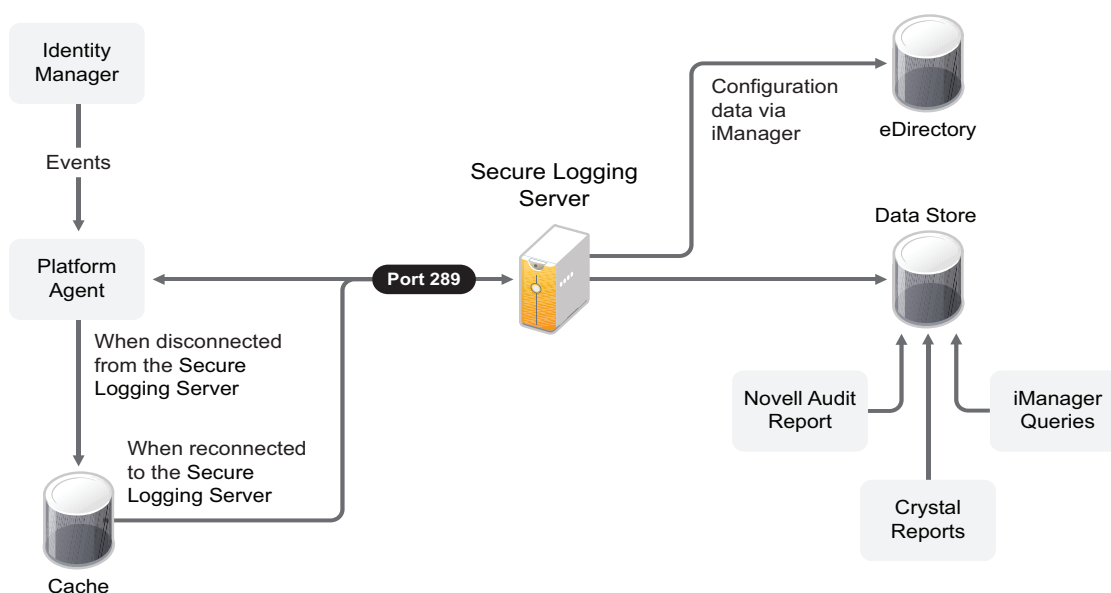 Identity
Manager
Events
Platform
Agent
When disconnected
from the Secure
Logging Server
When reconnected
to the Secure
Logging Server
Cache
Port 289
Secure Logging
Server
Configuration
data via
iManager
eDirectory
Data Store
Novell Audit
Report
iManager
Queries
Crystal
Reports